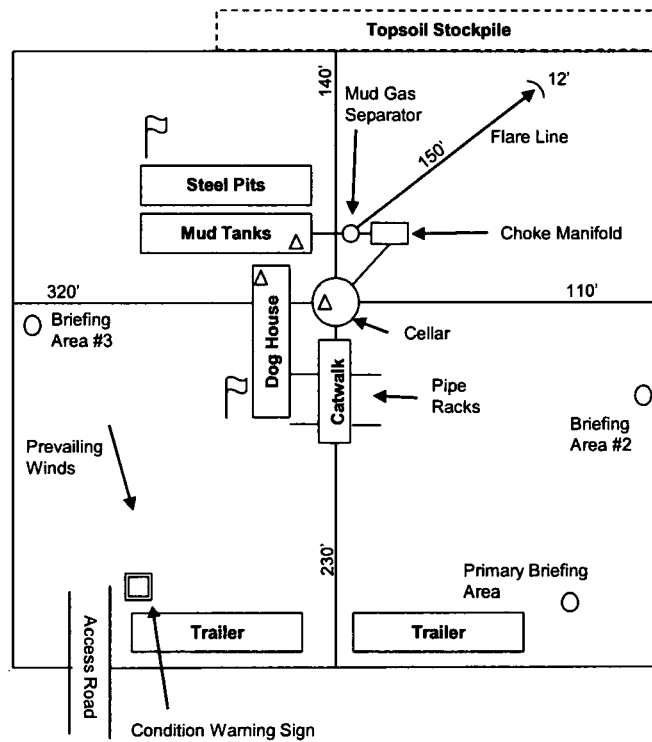 Topsoil Stockpile
140'
Mud Gas
Separator
12'
150'
Flare Line
Steel Pits
Mud Tanks
Choke Manifold
320'
110'
Briefing
Area #3
Dog House
Cellar
Catwalk
Pipe
Racks
Briefing
Area #2
Prevailing
Winds
230'
Primary Briefing
Area
Access Road
Trailer
Trailer
Condition Warning Sign